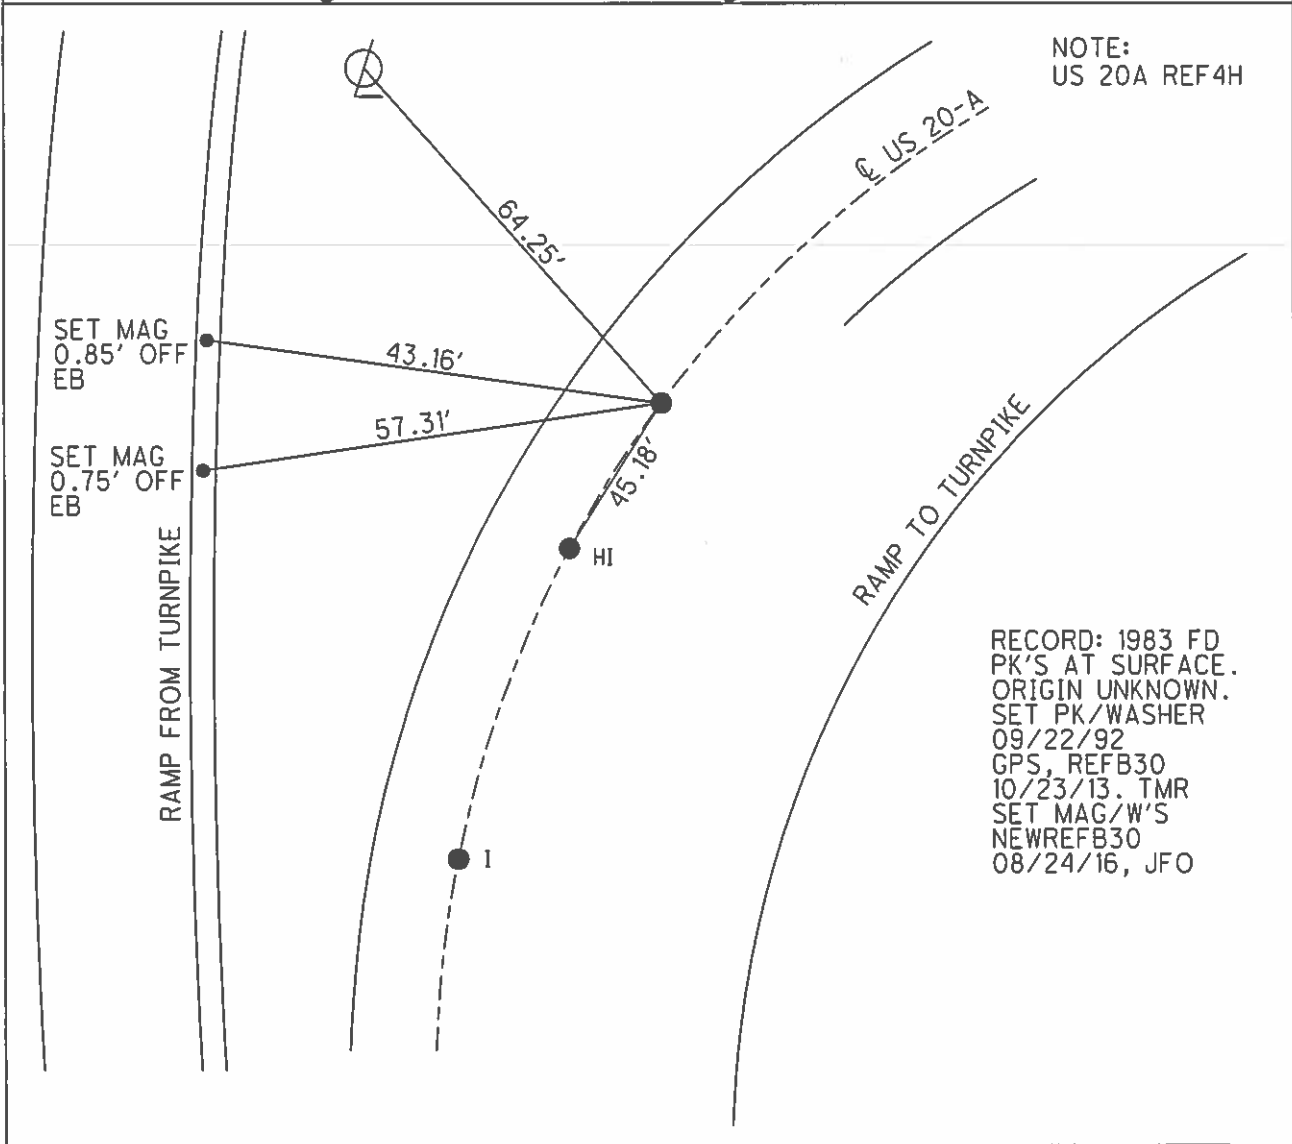 NOTE:
US 20A REF4H
℄ US 20-A
64.25'
SET MAG
0.85' OFF
EB
43.16'
57.31'
SET MAG
0.75' OFF
EB
45.18'
HI
RAMP TO TURNPIKE
RAMP FROM TURNPIKE
I
RECORD: 1983 FD
PK'S AT SURFACE.
ORIGIN UNKNOWN.
SET PK/WASHER
09/22/92
GPS, REFB30
10/23/13. TMR
SET MAG/W'S
NEWREFB30
08/24/16, JFO